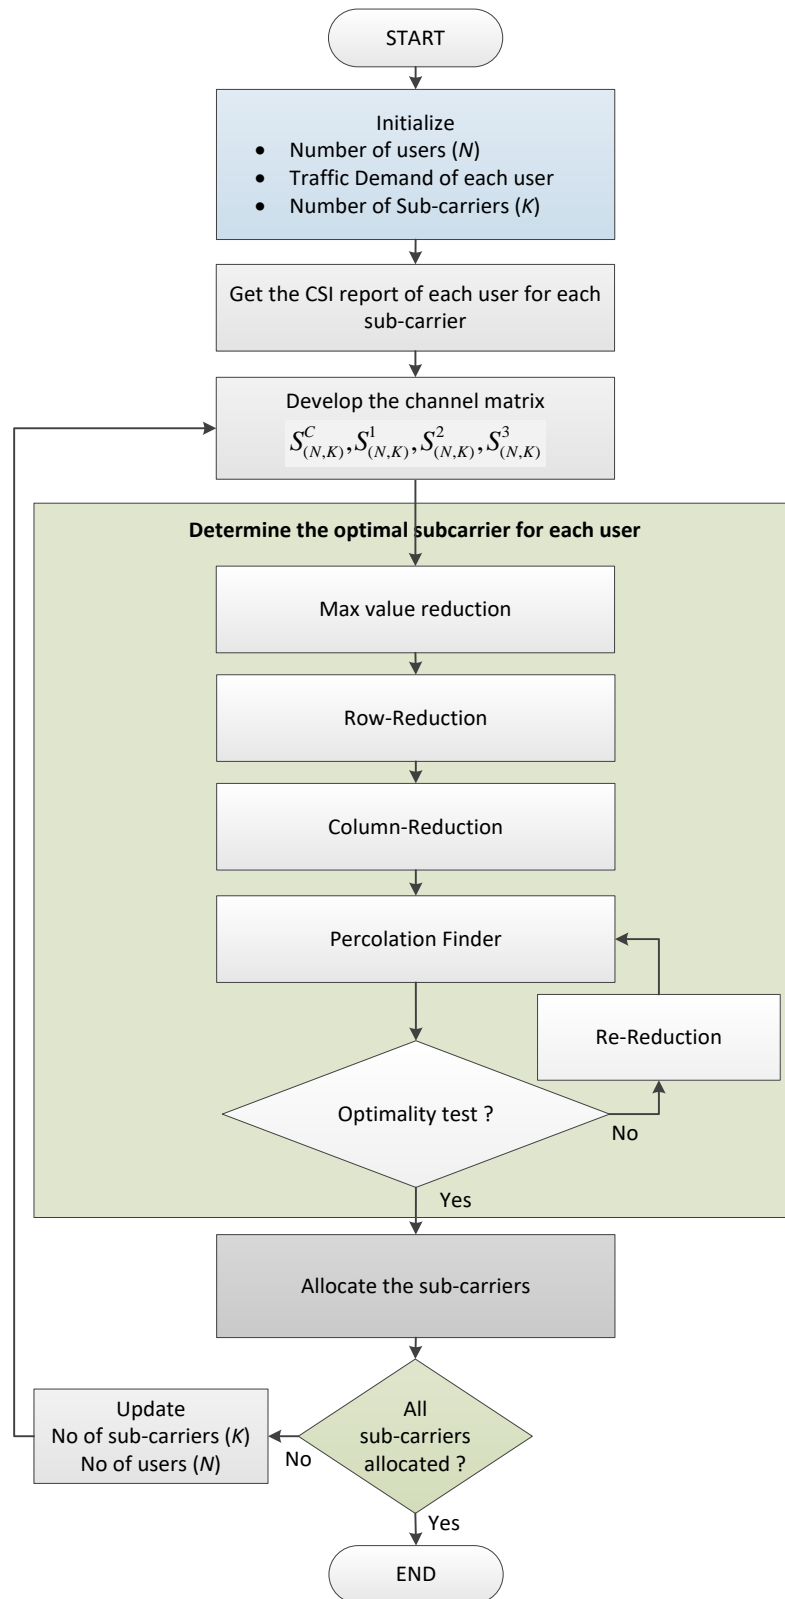 START
Initialize
• Number of users (N)
• Traffic Demand of each user
• Number of Sub-carriers (K)
Get the CSI report of each user for each
sub-carrier
Develop the channel matrix
S^C_(N,K), S^1_(N,K), S^2_(N,K), S^3_(N,K)
Determine the optimal subcarrier for each user
Max value reduction
Row-Reduction
Column-Reduction
Percolation Finder
Re-Reduction
Optimality test ?
No
Yes
Allocate the sub-carriers
Update
No of sub-carriers (K)
No of users (N)
No
All
sub-carriers
allocated ?
Yes
END